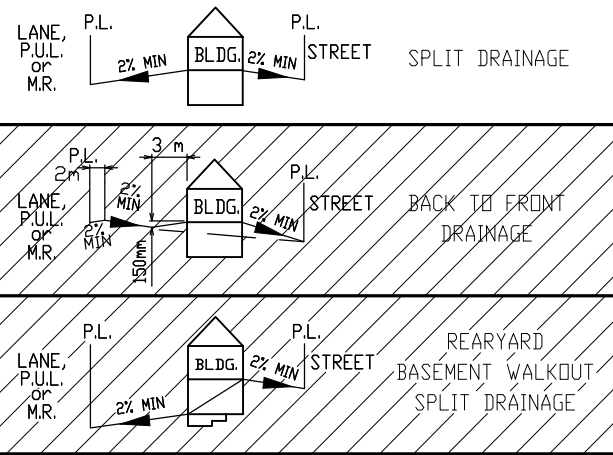 P.L.
P.L.
LANE,
P.U.L.
or
M.R.
2% MIN
BLDG.
2% MIN
STREET
SPLIT DRAINAGE
3 m
P.L.
2m
P.L.
LANE,
P.U.L.
or
M.R.
2%
MIN
2%
MIN
150mm
BLDG.
2% MIN
STREET
BACK TO FRONT
DRAINAGE
P.L.
P.L.
LANE,
P.U.L.
or
M.R.
2% MIN
BLDG.
2% MIN
STREET
REARYARD
BASEMENT WALKOUT
SPLIT DRAINAGE